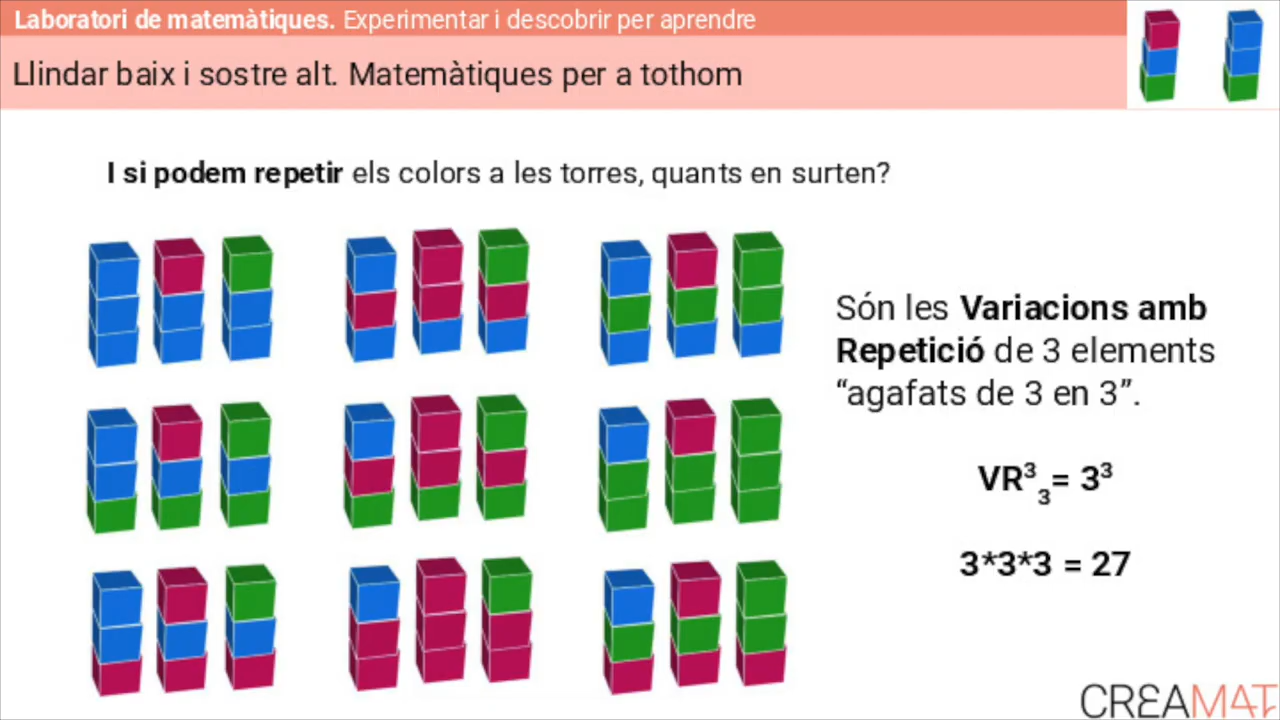 Laboratori de matemàtiques. Experimentar i descobrir per aprendre
Llindar baix i sostre alt. Matemàtiques per a tothom
I si podem repetir els colors a les torres, quants en surten?
Són les Variacions amb
Repetició de 3 elements
“agafats de 3 en 3”.
VR³₃= 3³
3*3*3 = 27
CREAMAT